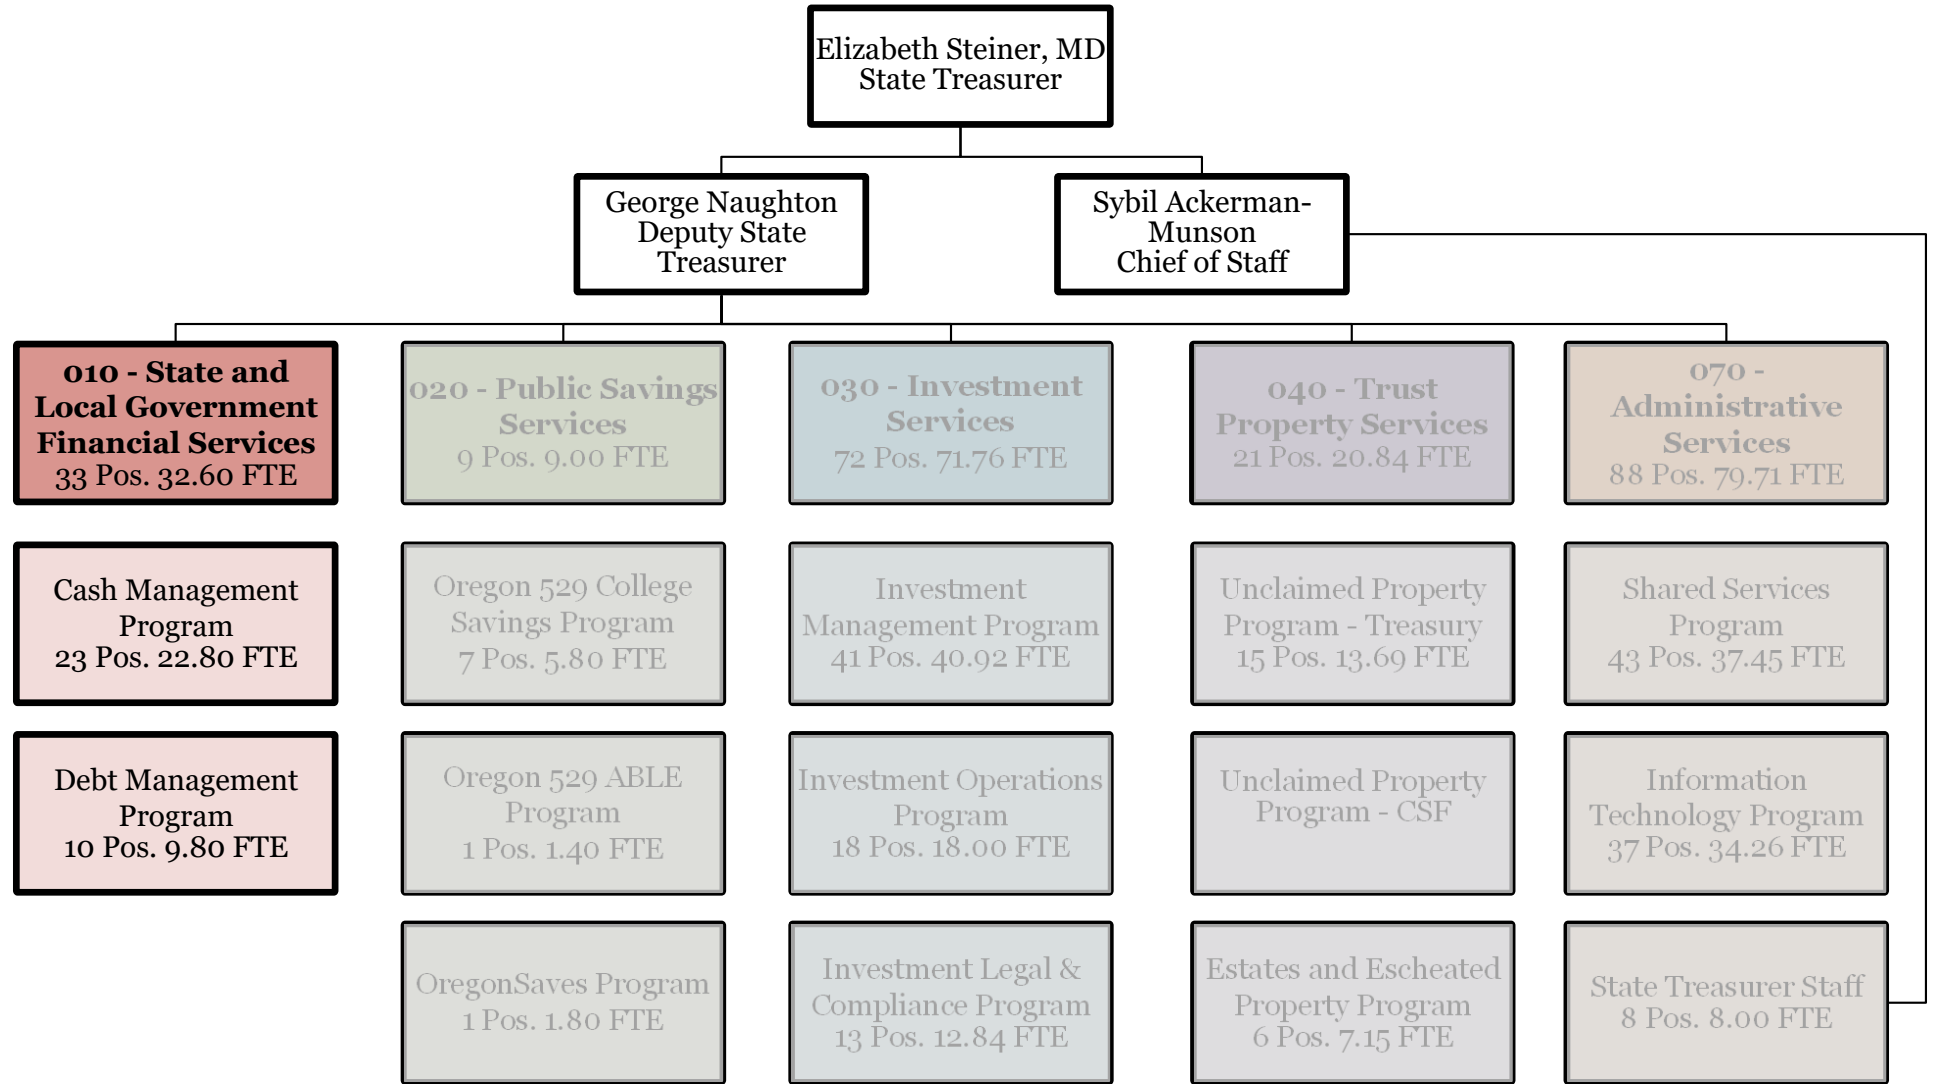 Elizabeth Steiner, MD
State Treasurer
George Naughton
Deputy State
Treasurer
Sybil Ackerman-
Munson
Chief of Staff
010 - State and
Local Government
Financial Services
33 Pos. 32.60 FTE
020 - Public Savings
Services
9 Pos. 9.00 FTE
030 - Investment
Services
72 Pos. 71.76 FTE
040 - Trust
Property Services
21 Pos. 20.84 FTE
070 -
Administrative
Services
88 Pos. 79.71 FTE
Cash Management
Program
23 Pos. 22.80 FTE
Oregon 529 College
Savings Program
7 Pos. 5.80 FTE
Investment
Management Program
41 Pos. 40.92 FTE
Unclaimed Property
Program - Treasury
15 Pos. 13.69 FTE
Shared Services
Program
43 Pos. 37.45 FTE
Debt Management
Program
10 Pos. 9.80 FTE
Oregon 529 ABLE
Program
1 Pos. 1.40 FTE
Investment Operations
Program
18 Pos. 18.00 FTE
Unclaimed Property
Program - CSF
Information
Technology Program
37 Pos. 34.26 FTE
OregonSaves Program
1 Pos. 1.80 FTE
Investment Legal &
Compliance Program
13 Pos. 12.84 FTE
Estates and Escheated
Property Program
6 Pos. 7.15 FTE
State Treasurer Staff
8 Pos. 8.00 FTE